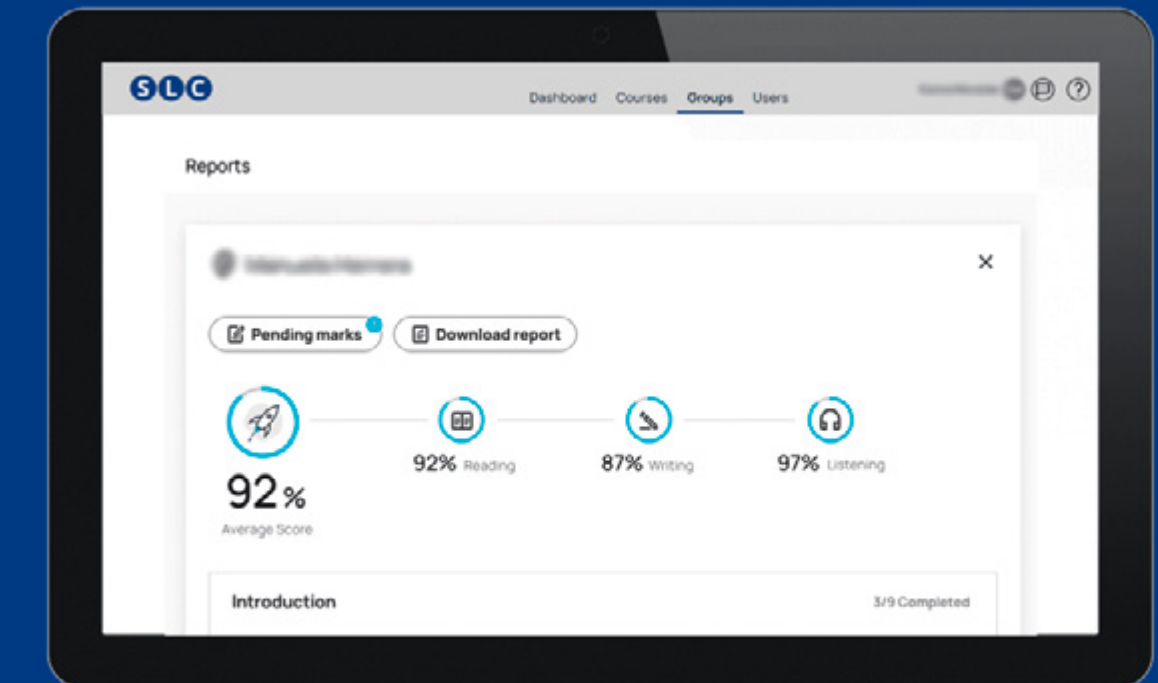 SLC
Dashboard Courses Groups Users
Reports
Pending marks
Download report
92% Reading
87% Writing
97% Listening
92%
Average Score
Introduction 3/9 Completed